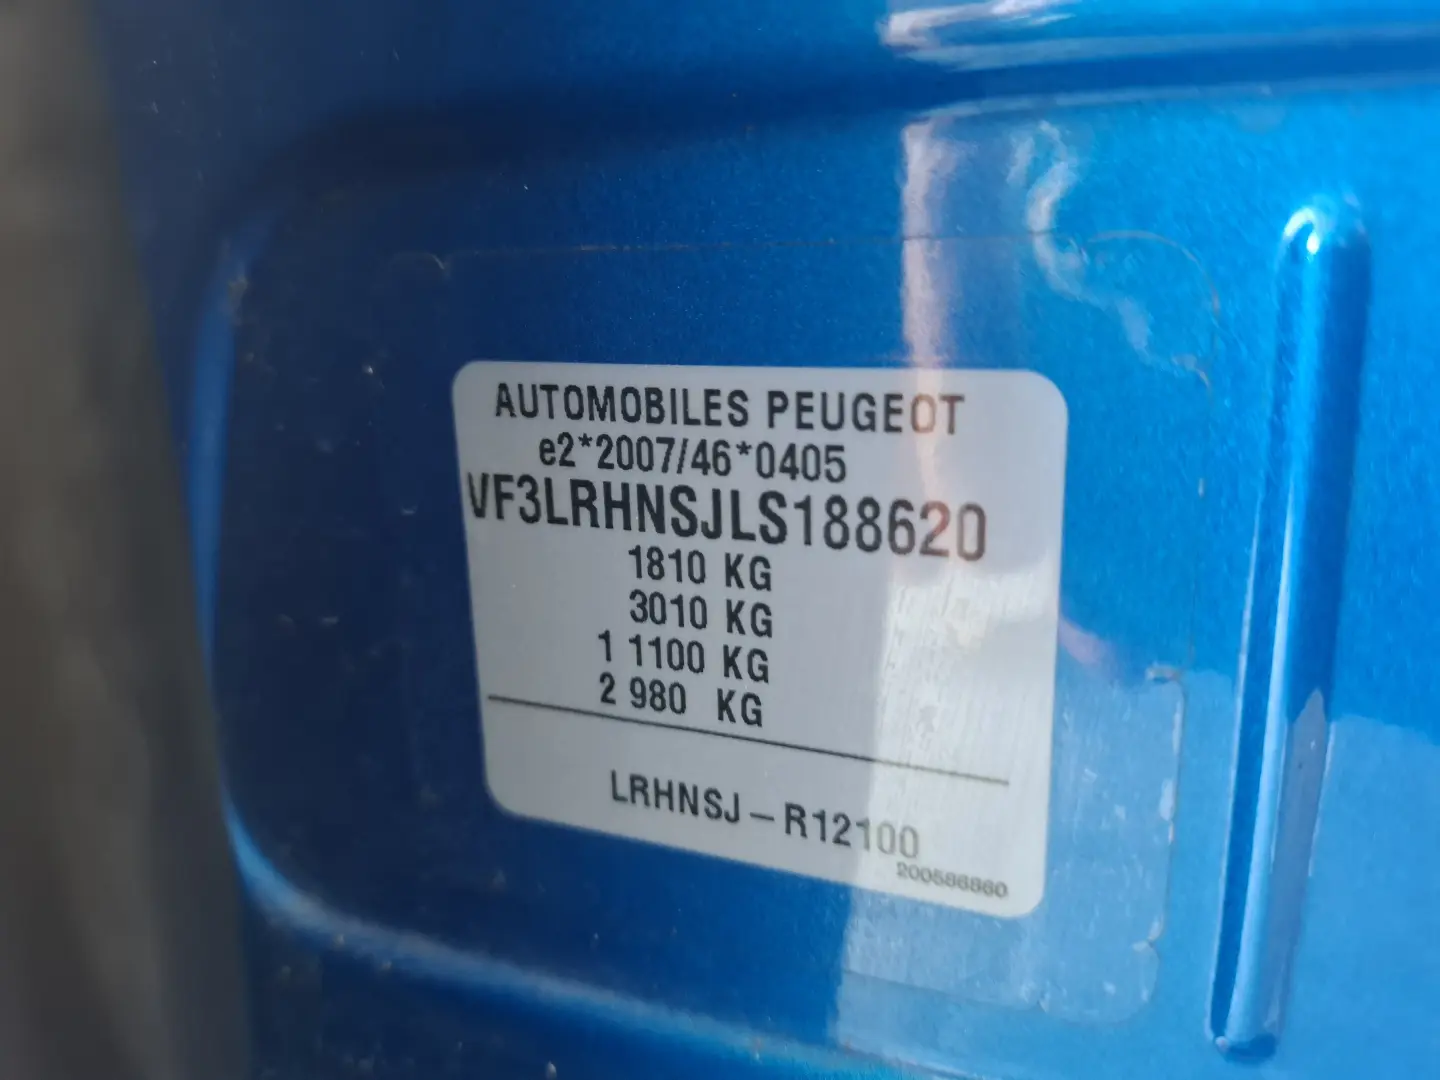 AUTOMOBILES PEUGEOT
e2*2007/46*0405
VF3LRHNSJLS188620
1810 KG
3010 KG
1 1100 KG
2 980 KG
LRHNSJ – R12100
200586860